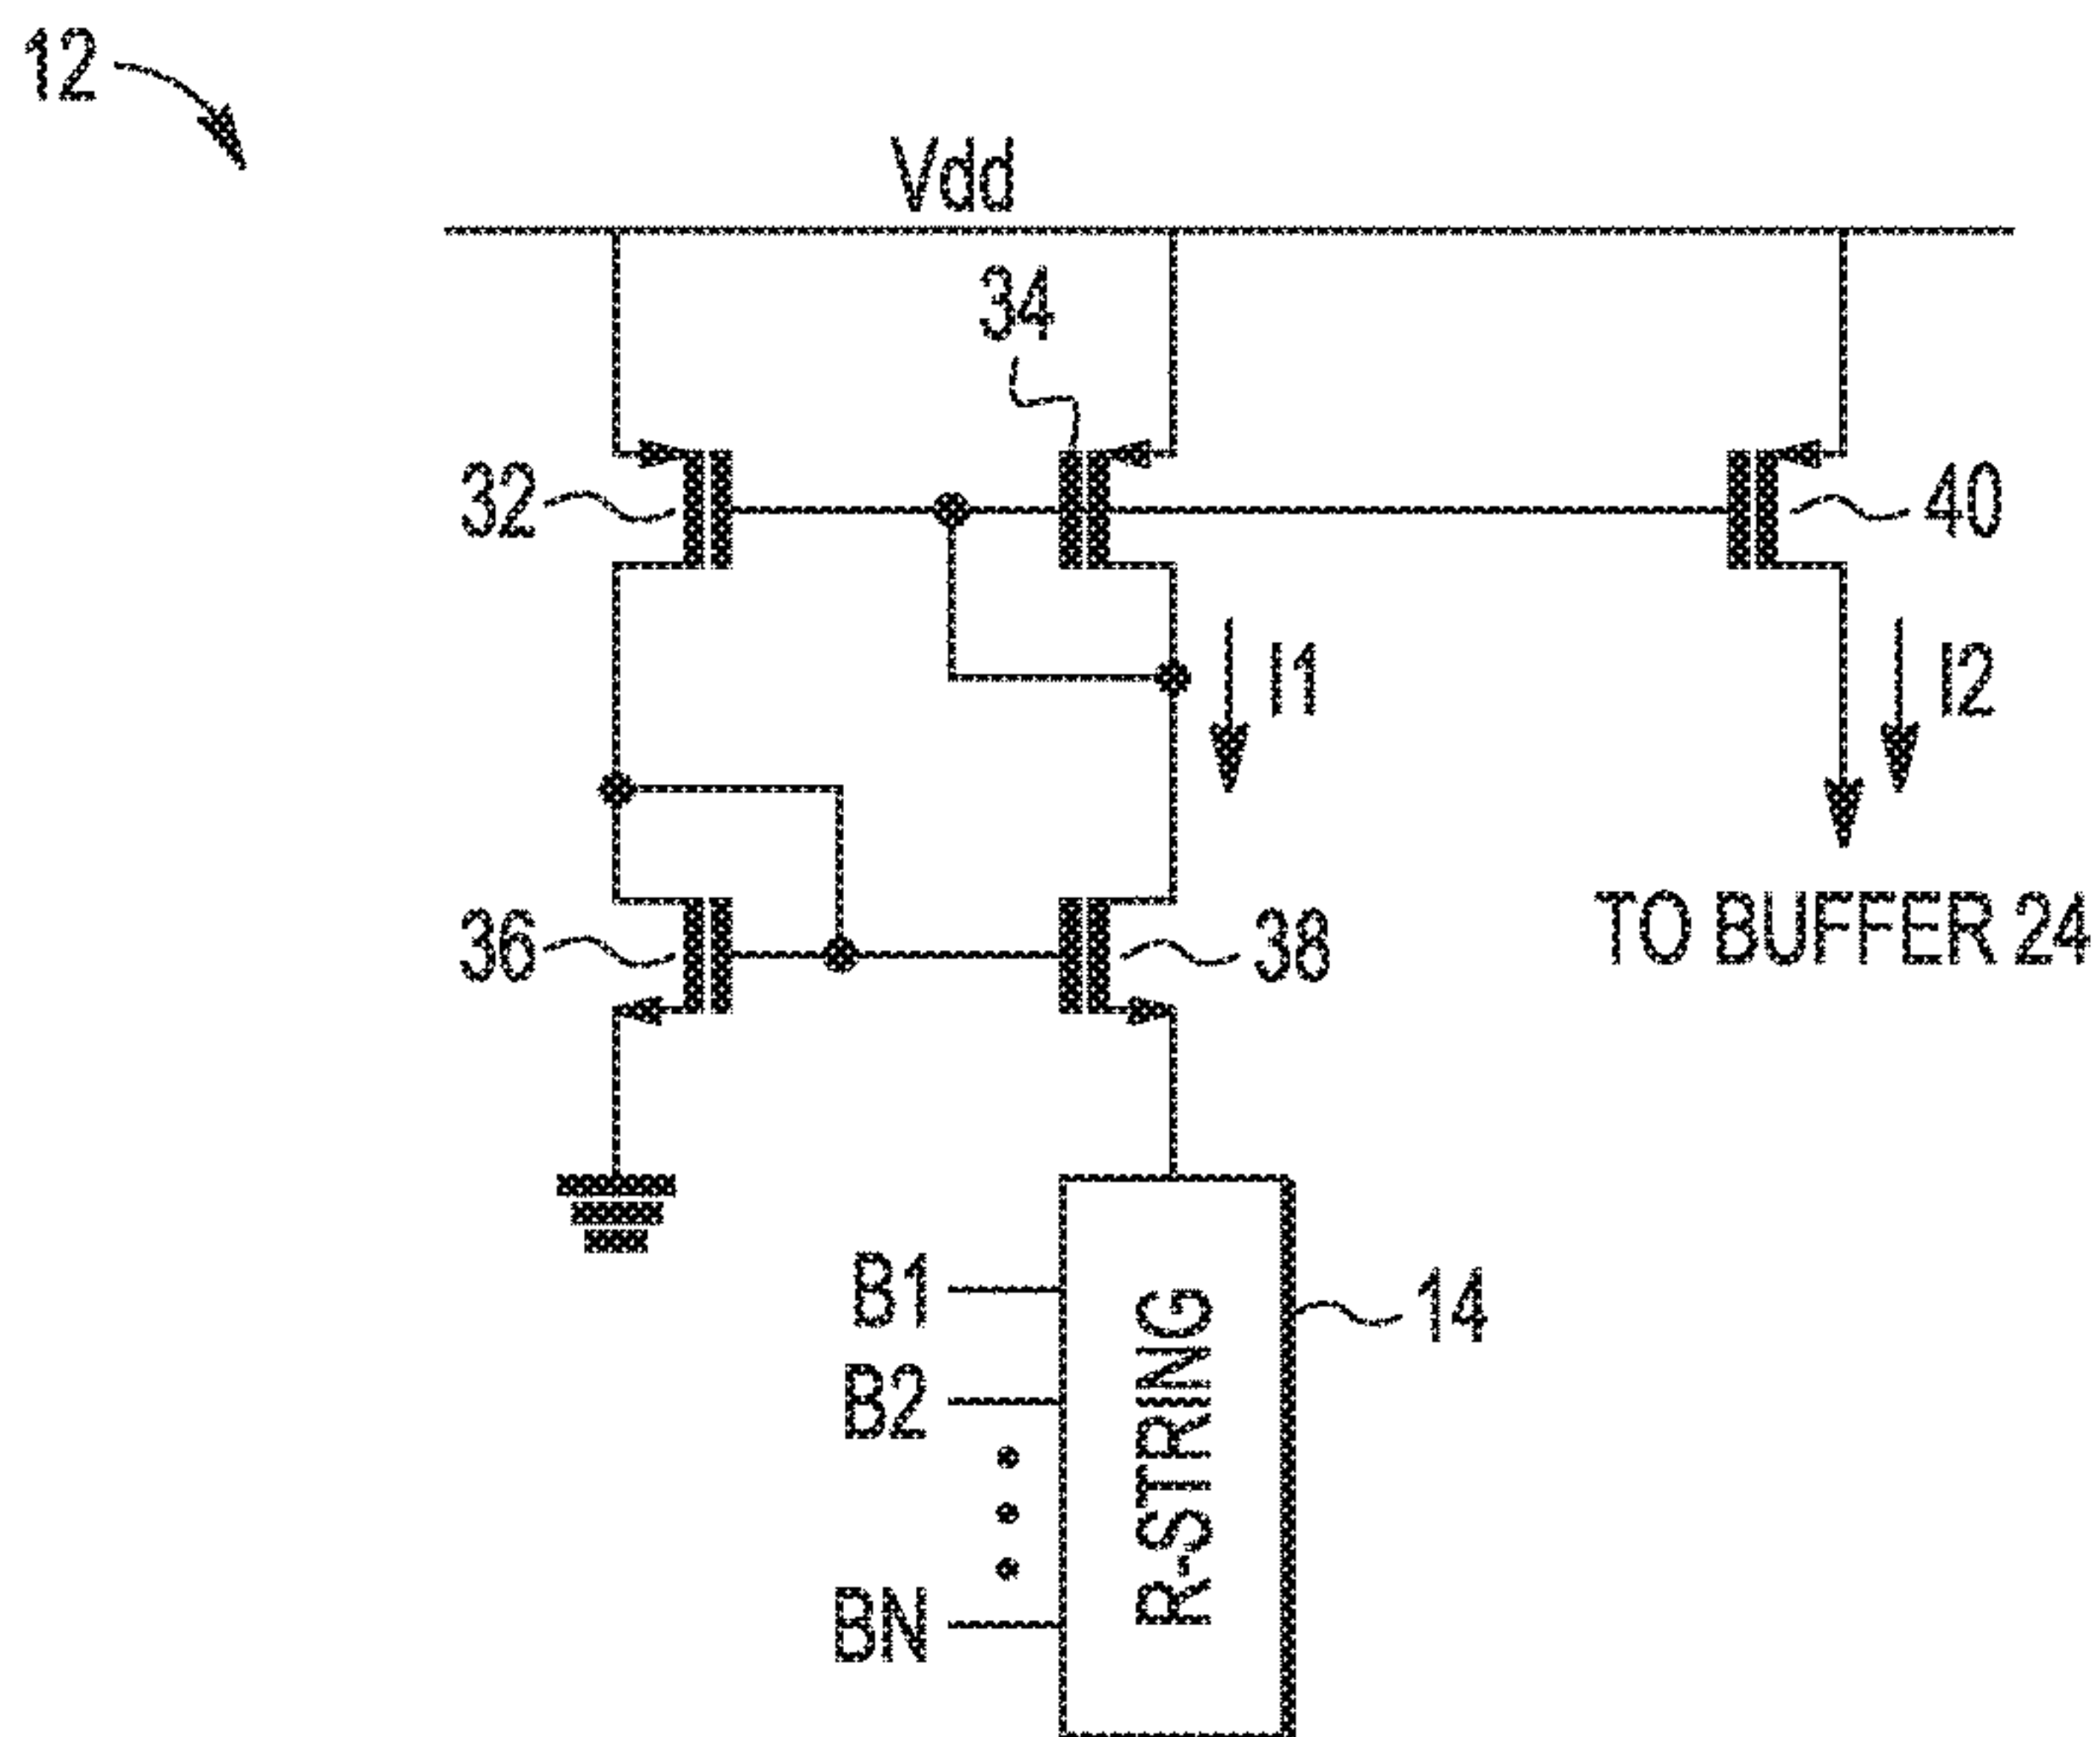 12
Vdd
34
32
40
I1
I2
36
38
TO BUFFER 24
B1
14
B2
R-STRING
BN